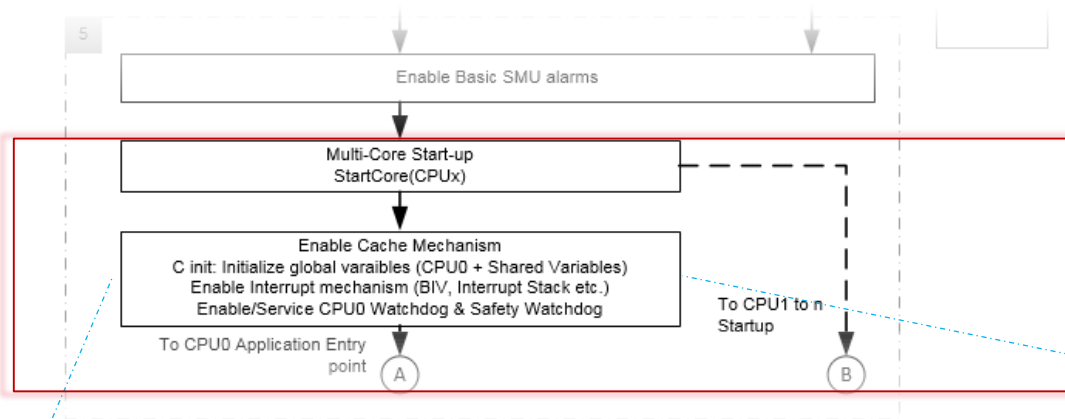 5
Enable Basic SMU alarms
Multi-Core Start-up
StartCore(CPUx)
Enable Cache Mechanism
C init: Initialize global varaibles (CPU0 + Shared Variables)
Enable Interrupt mechanism (BIV, Interrupt Stack etc.)
Enable/Service CPU0 Watchdog & Safety Watchdog
To CPU1 to n
Startup
To CPU0 Application Entry
point
A
B